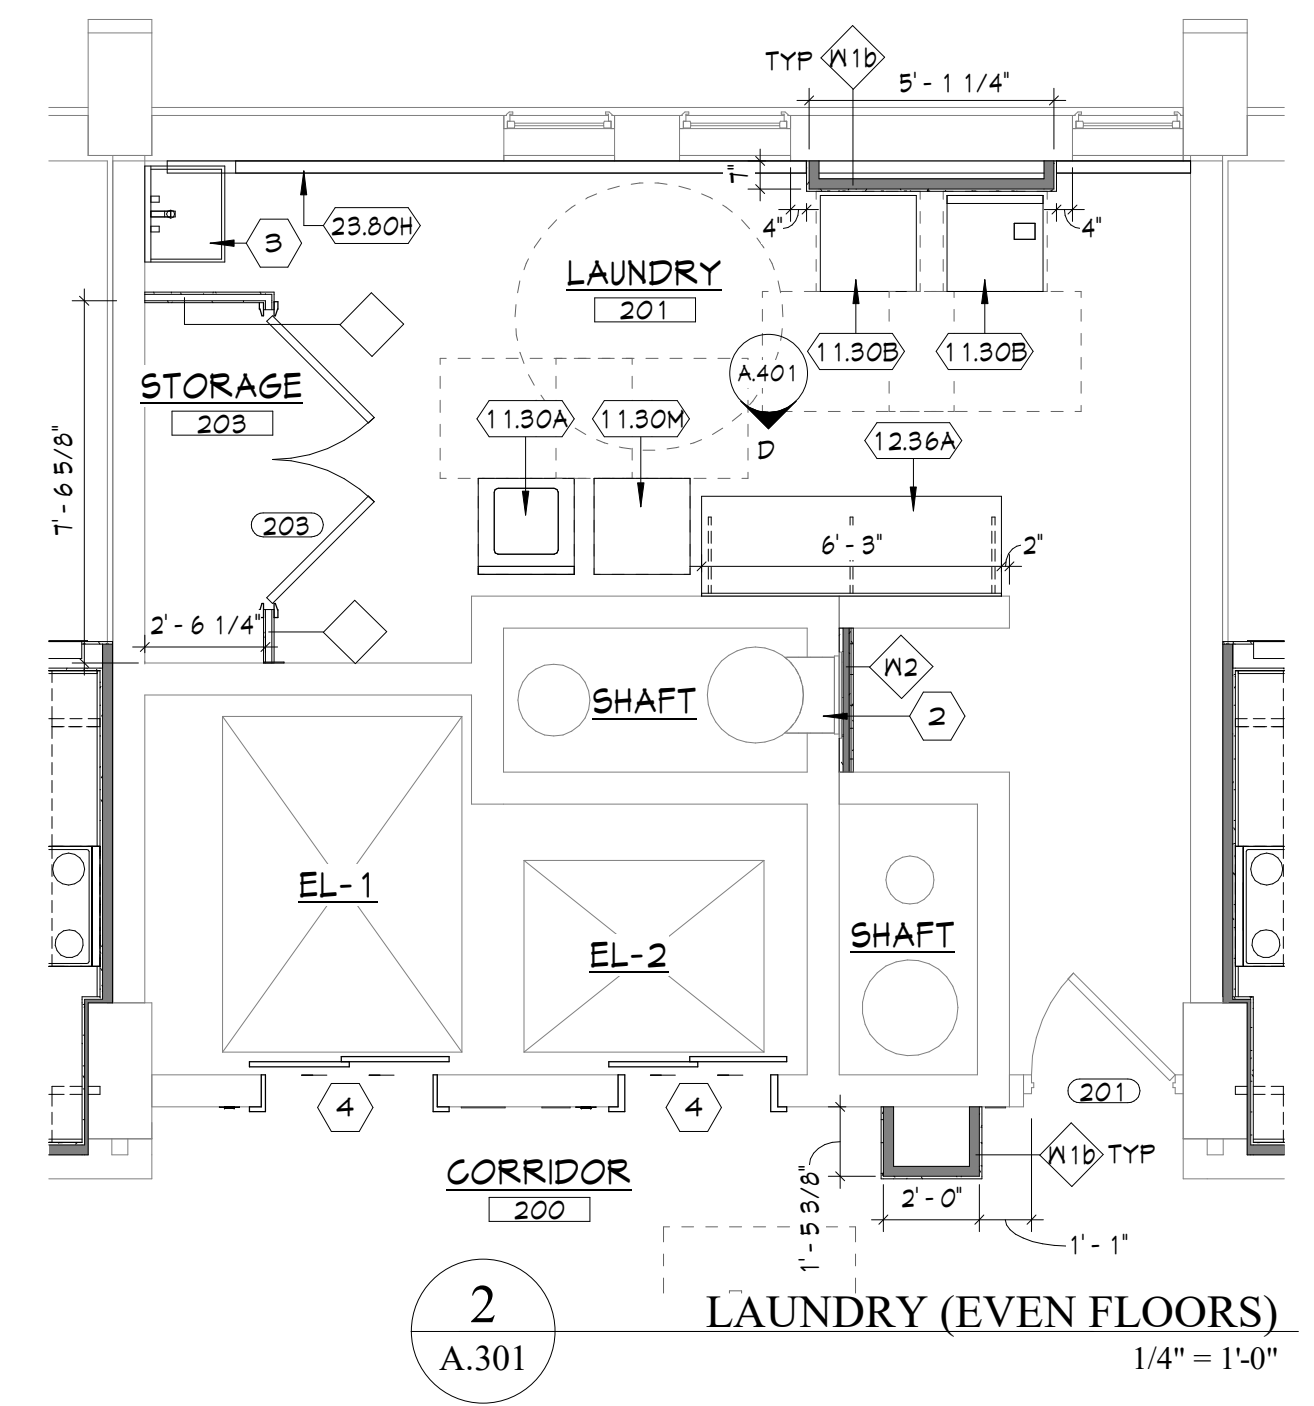 TYP W1b
5' - 1 1/4"
7"
4"
4"
23.80H
3
LAUNDRY
201
11.30B
11.30B
A.401
D
STORAGE
203
11.30A
11.30M
12.36A
7' - 6 5/8"
203
6' - 3"
2"
2' - 6 1/4"
W2
SHAFT
2
EL-1
EL-2
SHAFT
201
4
4
W1b TYP
CORRIDOR
200
1' - 5 3/8"
2' - 0"
1' - 1"
2
A.301
LAUNDRY (EVEN FLOORS)
1/4" = 1'-0"